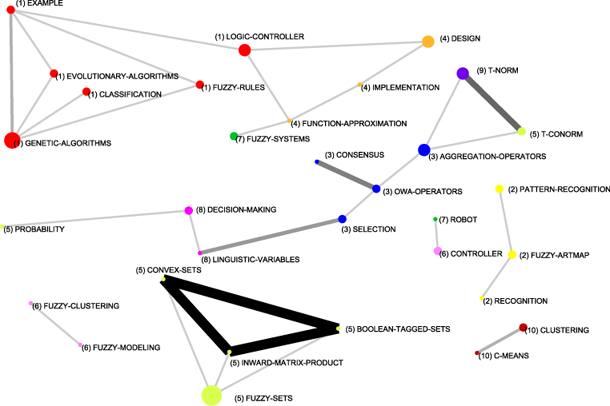 (1) EXAMPLE
(1) LOGIC-CONTROLLER
(4) DESIGN
(1) EVOLUTIONARY-ALGORITHMS
(9) T-NORM
(1) CLASSIFICATION
(1) FUZZY-RULES
(4) IMPLEMENTATION
(4) FUNCTION-APPROXIMATION
(5) T-CONORM
(7) FUZZY-SYSTEMS
(1) GENETIC-ALGORITHMS
(3) CONSENSUS
(3) AGGREGATION-OPERATORS
(3) OWA-OPERATORS
(2) PATTERN-RECOGNITION
(8) DECISION-MAKING
(7) ROBOT
(5) PROBABILITY
(3) SELECTION
(6) CONTROLLER
(2) FUZZY-ARTMAP
(8) LINGUISTIC-VARIABLES
(5) CONVEX-SETS
(2) RECOGNITION
(6) FUZZY-CLUSTERING
(5) BOOLEAN-TAGGED-SETS
(10) CLUSTERING
(6) FUZZY-MODELING
(5) INWARD-MATRIX-PRODUCT
(10) C-MEANS
(5) FUZZY-SETS